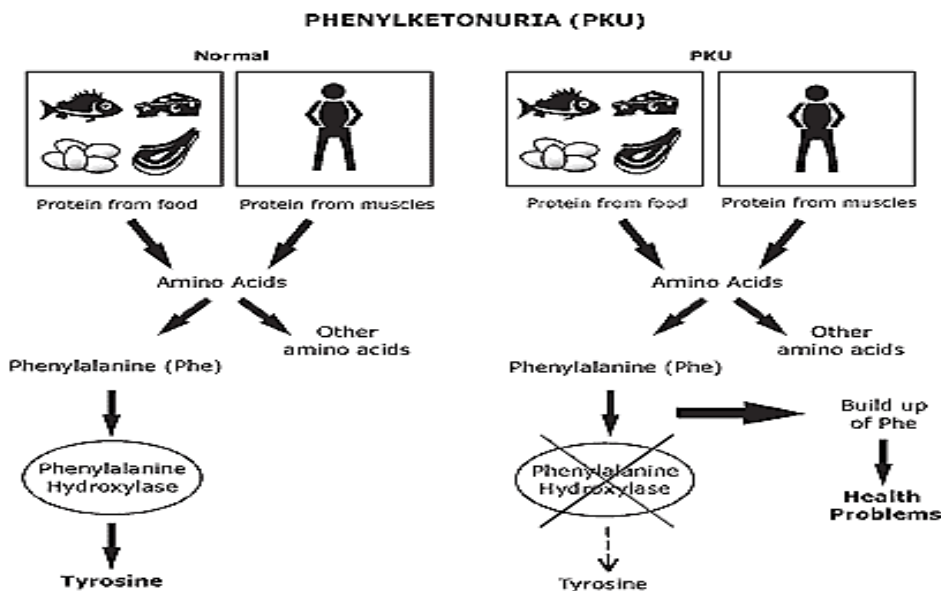 PHENYLKETONURIA (PKU)
Normal
Protein from food
Protein from muscles
Amino Acids
Other
amino acids
Phenylalanine (Phe)
Phenylalanine
Hydroxylase
Tyrosine
PKU
Protein from food
Protein from muscles
Amino Acids
Other
amino acids
Phenylalanine (Phe)
Build up
of Phe
Phenylalanine
Hydroxylase
Health
Problems
Tyrosine